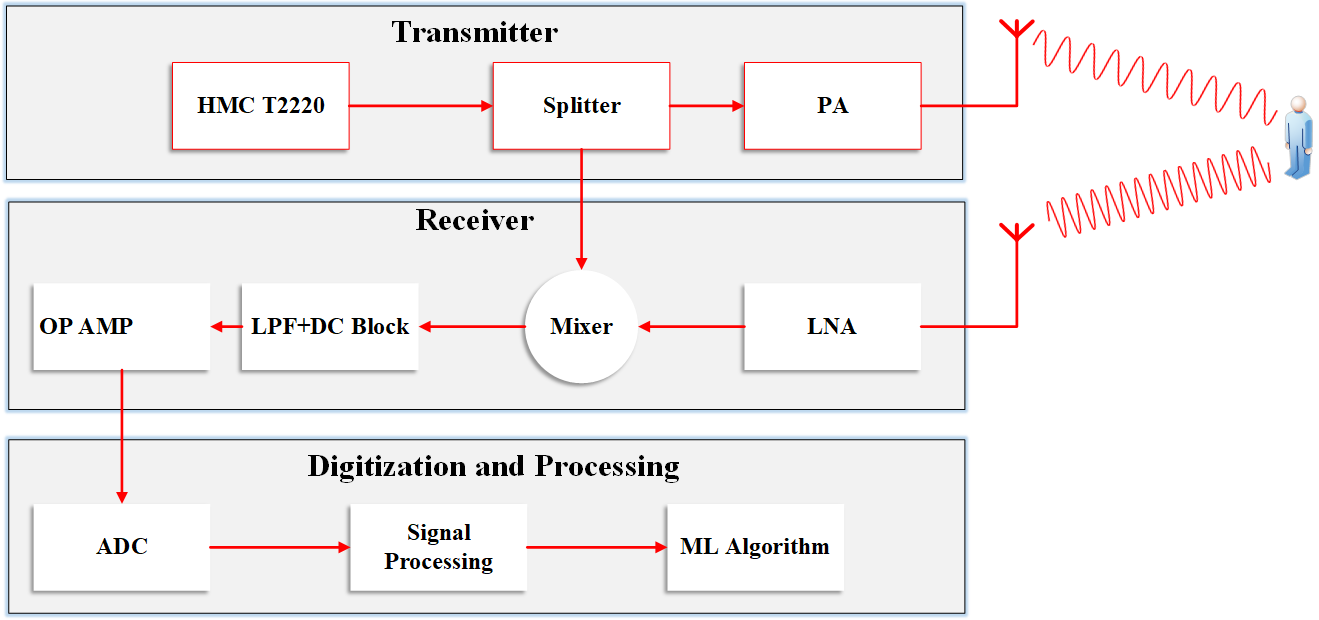 Transmitter
HMC T2220
Splitter
PA
Receiver
OP AMP
LPF+DC Block
Mixer
LNA
Digitization and Processing
ADC
Signal
Processing
ML Algorithm